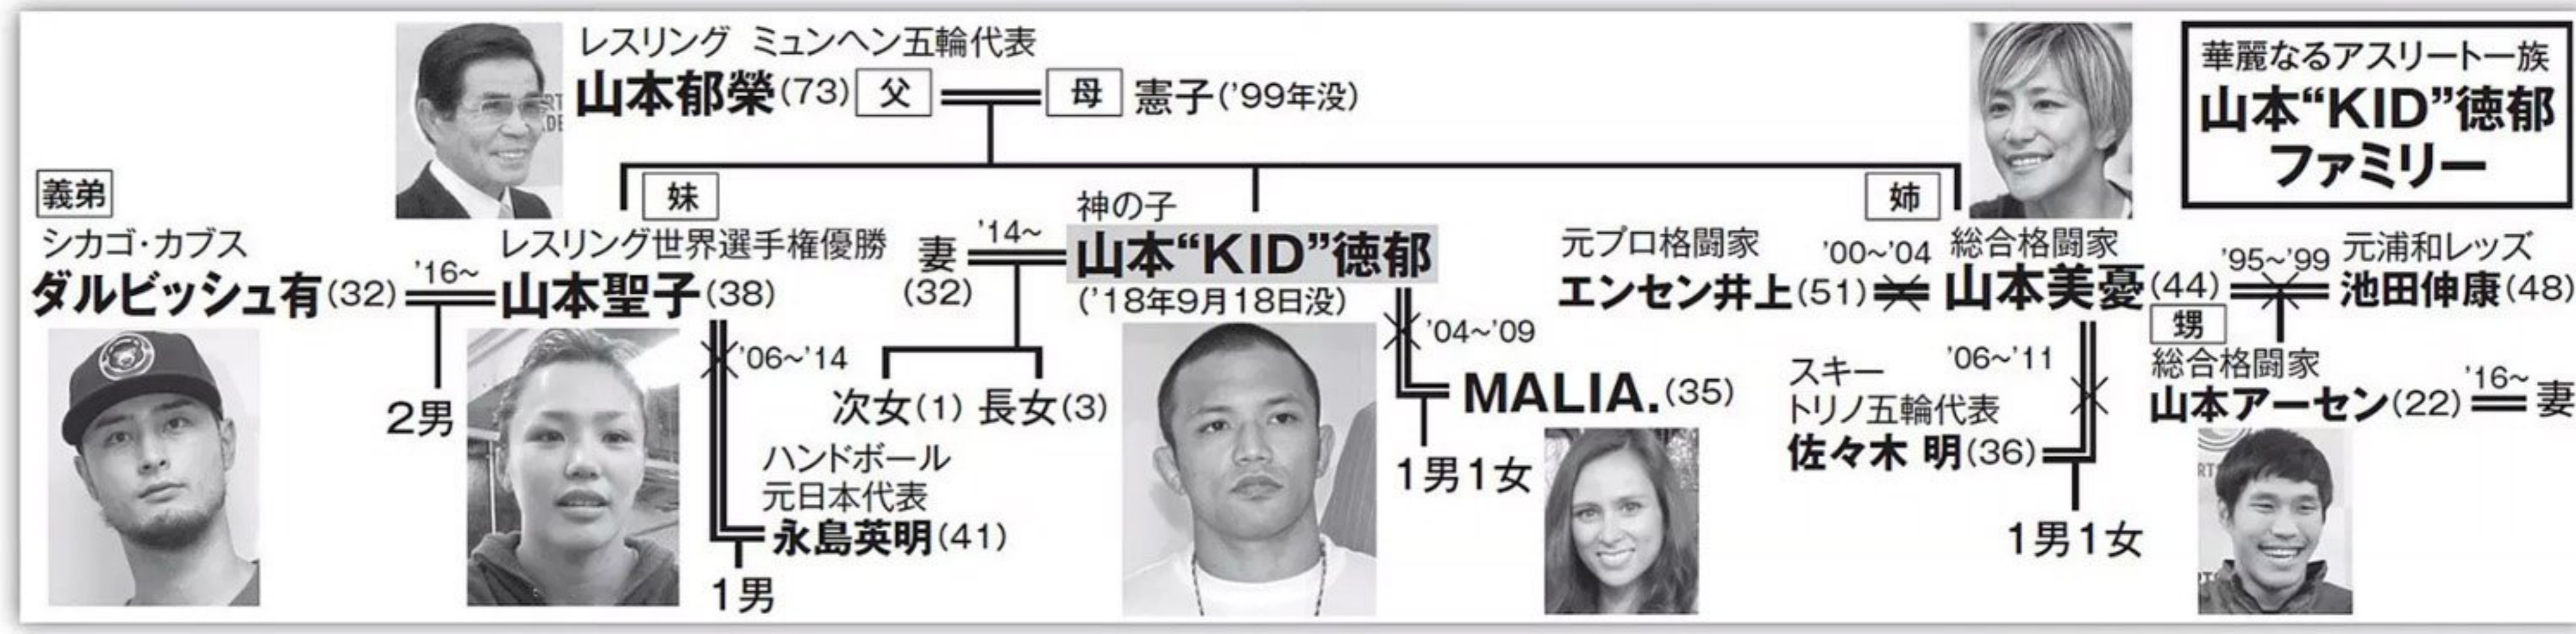 華麗なるアスリート一族
山本“KID”徳郁
ファミリー
レスリング ミュンヘン五輪代表
山本郁榮(73) 父
母 憲子('99年没)
義弟
シカゴ・カブス
ダルビッシュ有(32)
'16~
2男
妹
レスリング世界選手権優勝
山本聖子(38)
'06~'14
ハンドボール
元日本代表
永島英明(41)
1男
妻
(32)
'14~
神の子
山本“KID”徳郁
('18年9月18日没)
次女(1) 長女(3)
'04~'09
MALIA.(35)
1男1女
元プロ格闘家
エンセン井上(51)
'00~'04
姉
総合格闘家
山本美憂(44)
'95~'99
元浦和レッズ
池田伸康(48)
'06~'11
スキー
トリノ五輪代表
佐々木 明(36)
1男1女
甥
総合格闘家
山本アーセン(22)
'16~
妻